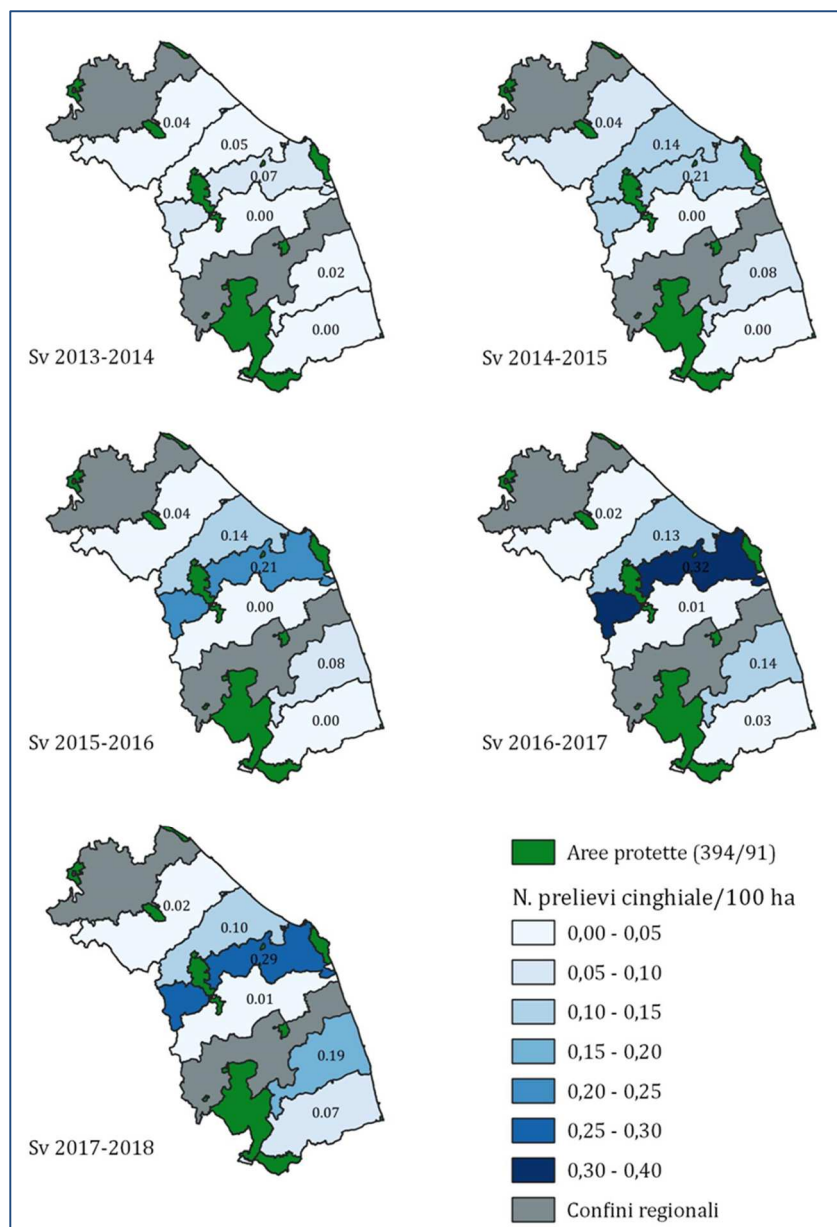 0.04
0.05
0.07
0.00
0.02
0.00
Sv 2013-2014
0.04
0.14
0.21
0.00
0.08
0.00
Sv 2014-2015
0.04
0.14
0.21
0.00
0.08
0.00
Sv 2015-2016
0.02
0.13
0.32
0.01
0.14
0.03
Sv 2016-2017
0.02
0.10
0.29
0.01
0.19
0.07
Sv 2017-2018
Aree protette (394/91)
N. prelievi cinghiale/100 ha
0,00 - 0,05
0,05 - 0,10
0,10 - 0,15
0,15 - 0,20
0,20 - 0,25
0,25 - 0,30
0,30 - 0,40
Confini regionali